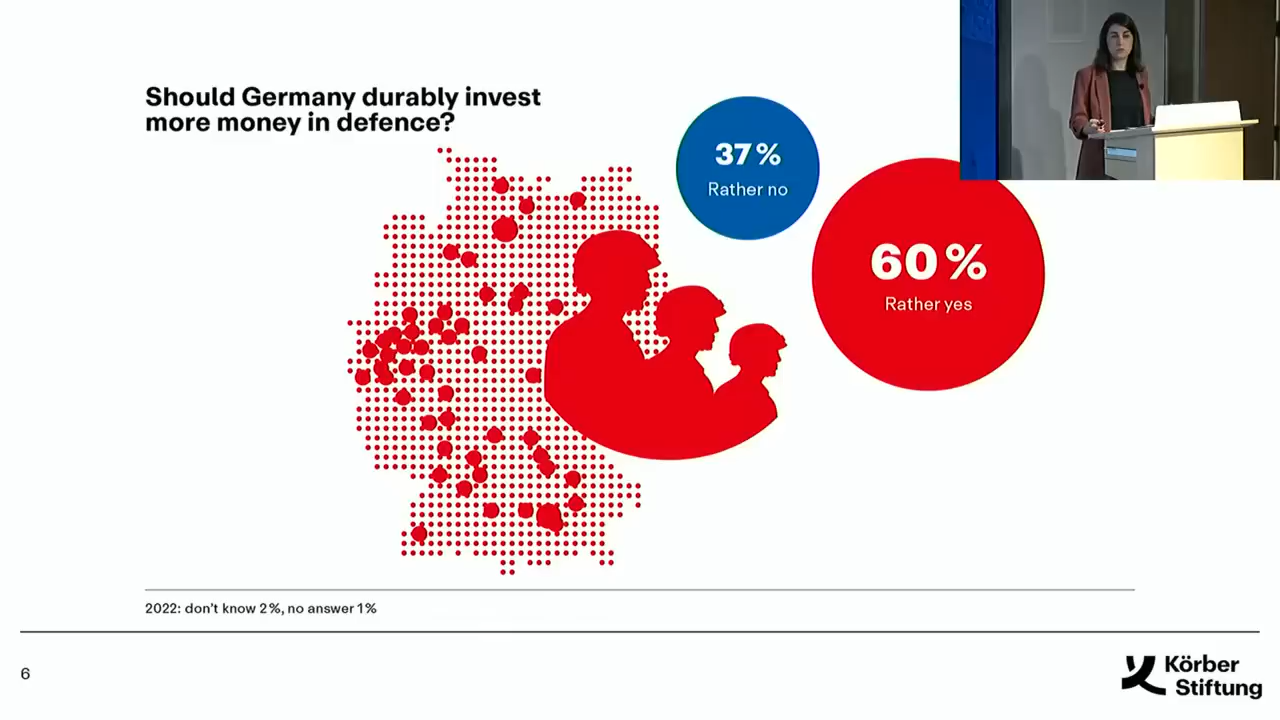 Should Germany durably invest
more money in defence?
37 %
Rather no
60 %
Rather yes
2022: don't know 2 %, no answer 1 %
6
Körber
Stiftung